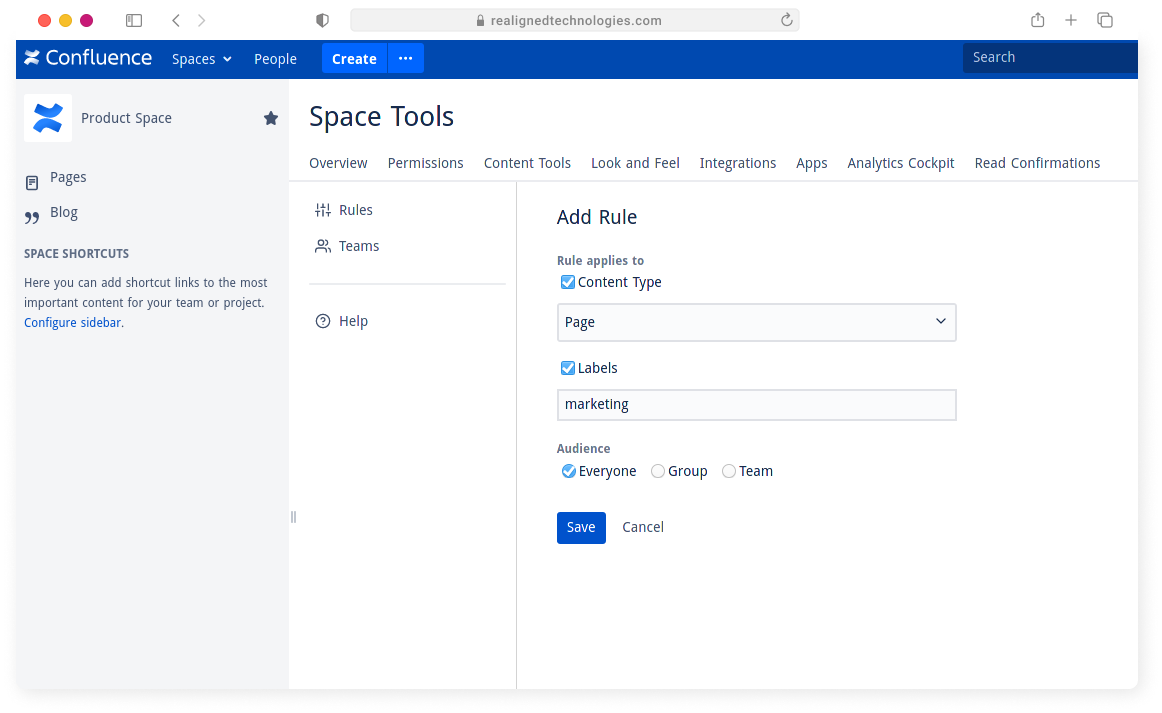 realignedtechnologies.com
Confluence Spaces People Create ··· Search
Product Space
Pages
Blog
SPACE SHORTCUTS
Here you can add shortcut links to the most
important content for your team or project.
Configure sidebar.
Space Tools
Overview Permissions Content Tools Look and Feel Integrations Apps Analytics Cockpit Read Confirmations
Rules
Teams
Help
Add Rule
Rule applies to
Content Type
Page
Labels
marketing
Audience
Everyone Group Team
Save Cancel